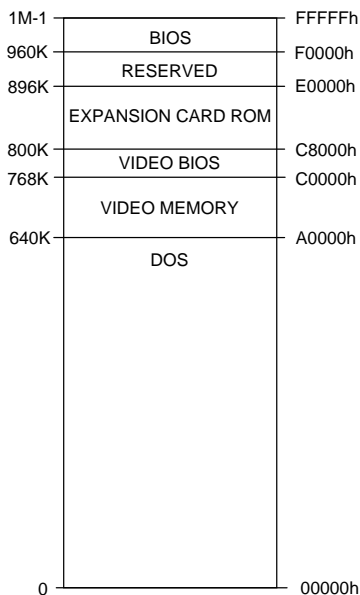 1M-1 FFFFFh
BIOS
960K F0000h
RESERVED
896K E0000h
EXPANSION CARD ROM
800K C8000h
VIDEO BIOS
768K C0000h
VIDEO MEMORY
640K A0000h
DOS
0 00000h